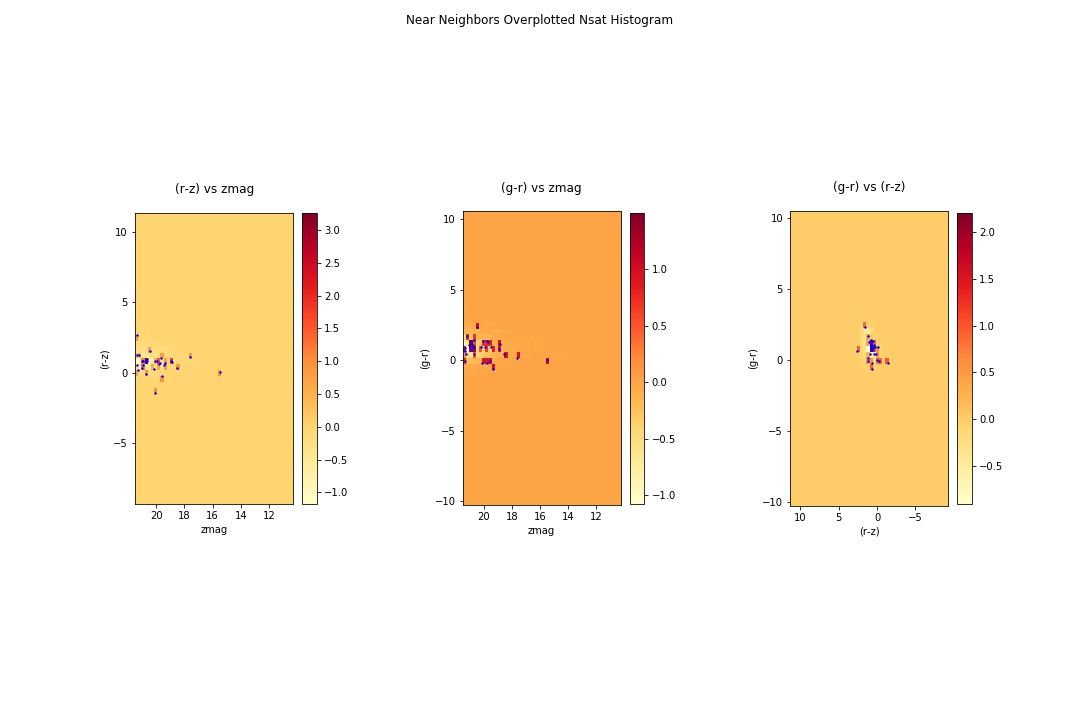 Near Neighbors Overplotted Nsat Histogram
(r-z) vs zmag
10
5
0
−5
(r-z)
20 18 16 14 12
zmag
3.0
2.5
2.0
1.5
1.0
0.5
0.0
−0.5
−1.0
(g-r) vs zmag
10
5
0
−5
−10
(g-r)
20 18 16 14 12
zmag
1.0
0.5
0.0
−0.5
−1.0
(g-r) vs (r-z)
10
5
0
−5
−10
(g-r)
10 5 0 −5
(r-z)
2.0
1.5
1.0
0.5
0.0
−0.5